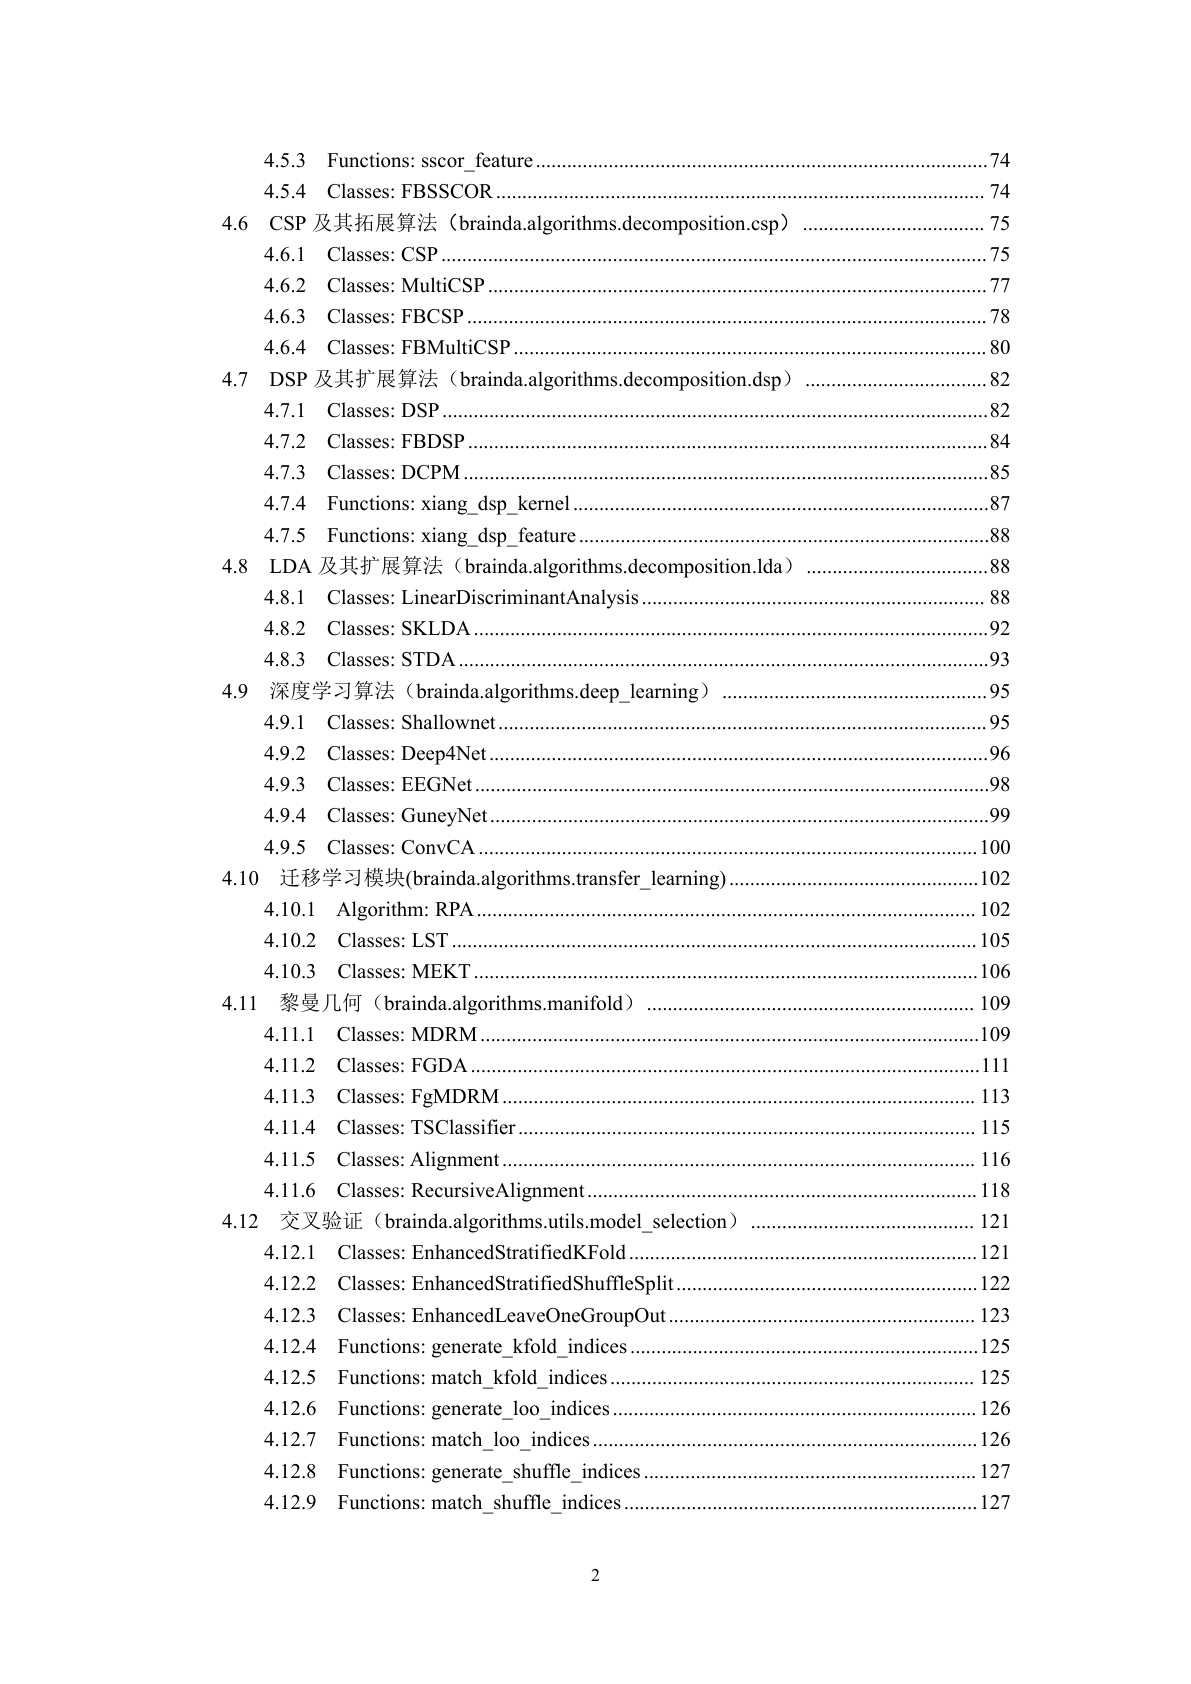 4.5.3 Functions: sscor_feature........74
4.5.4 Classes: FBSSCOR........74
4.6 CSP 及其拓展算法（brainda.algorithms.decomposition.csp）........75
4.6.1 Classes: CSP........75
4.6.2 Classes: MultiCSP........77
4.6.3 Classes: FBCSP........78
4.6.4 Classes: FBMultiCSP........80
4.7 DSP 及其扩展算法（brainda.algorithms.decomposition.dsp）........82
4.7.1 Classes: DSP........82
4.7.2 Classes: FBDSP........84
4.7.3 Classes: DCPM........85
4.7.4 Functions: xiang_dsp_kernel........87
4.7.5 Functions: xiang_dsp_feature........88
4.8 LDA 及其扩展算法（brainda.algorithms.decomposition.lda）........88
4.8.1 Classes: LinearDiscriminantAnalysis........88
4.8.2 Classes: SKLDA........92
4.8.3 Classes: STDA........93
4.9 深度学习算法（brainda.algorithms.deep_learning）........95
4.9.1 Classes: Shallownet........95
4.9.2 Classes: Deep4Net........96
4.9.3 Classes: EEGNet........98
4.9.4 Classes: GuneyNet........99
4.9.5 Classes: ConvCA........100
4.10 迁移学习模块(brainda.algorithms.transfer_learning)........102
4.10.1 Algorithm: RPA........102
4.10.2 Classes: LST........105
4.10.3 Classes: MEKT........106
4.11 黎曼几何（brainda.algorithms.manifold）........109
4.11.1 Classes: MDRM........109
4.11.2 Classes: FGDA........111
4.11.3 Classes: FgMDRM........113
4.11.4 Classes: TSClassifier........115
4.11.5 Classes: Alignment........116
4.11.6 Classes: RecursiveAlignment........118
4.12 交叉验证（brainda.algorithms.utils.model_selection）........121
4.12.1 Classes: EnhancedStratifiedKFold........121
4.12.2 Classes: EnhancedStratifiedShuffleSplit........122
4.12.3 Classes: EnhancedLeaveOneGroupOut........123
4.12.4 Functions: generate_kfold_indices........125
4.12.5 Functions: match_kfold_indices........125
4.12.6 Functions: generate_loo_indices........126
4.12.7 Functions: match_loo_indices........126
4.12.8 Functions: generate_shuffle_indices........127
4.12.9 Functions: match_shuffle_indices........127
2